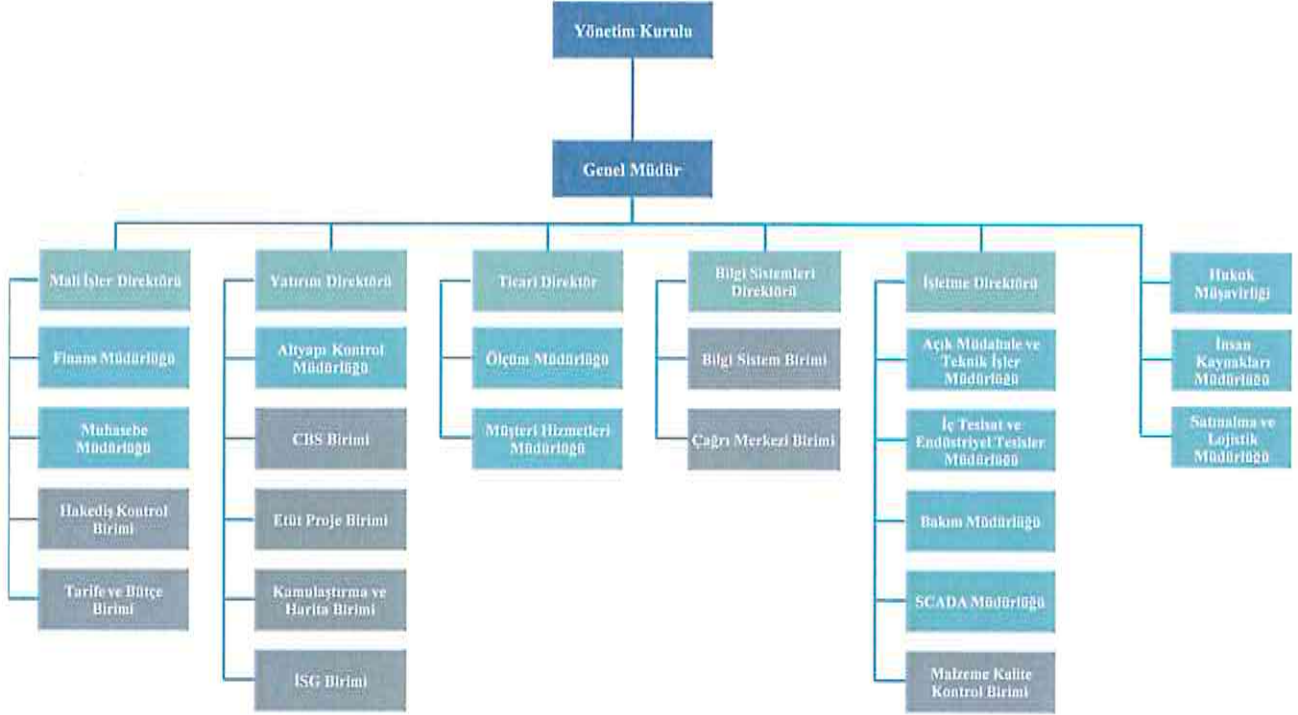 Yönetim Kurulu
Genel Müdür
Mali İşler Direktörü
Finans Müdürlüğü
Muhasebe
Müdürlüğü
Hakediş Kontrol
Birimi
Tarife ve Bütçe
Birimi
Yatırım Direktörü
Altyapı Kontrol
Müdürlüğü
CBS Birimi
Etüt Proje Birimi
Kamulaştırma ve
Harita Birimi
İSG Birimi
Ticari Direktör
Ölçüm Müdürlüğü
Müşteri Hizmetleri
Müdürlüğü
Bilgi Sistemleri
Direktörü
Bilgi Sistem Birimi
Çağrı Merkezi Birimi
İşletme Direktörü
Açık Müdahale ve
Teknik İşler
Müdürlüğü
İç Tesisat ve
Endüstriyel Tesisler
Müdürlüğü
Bakım Müdürlüğü
SCADA Müdürlüğü
Malzeme Kalite
Kontrol Birimi
Hukuk
Müşavirliği
İnsan
Kaynakları
Müdürlüğü
Satınalma ve
Lojistik
Müdürlüğü